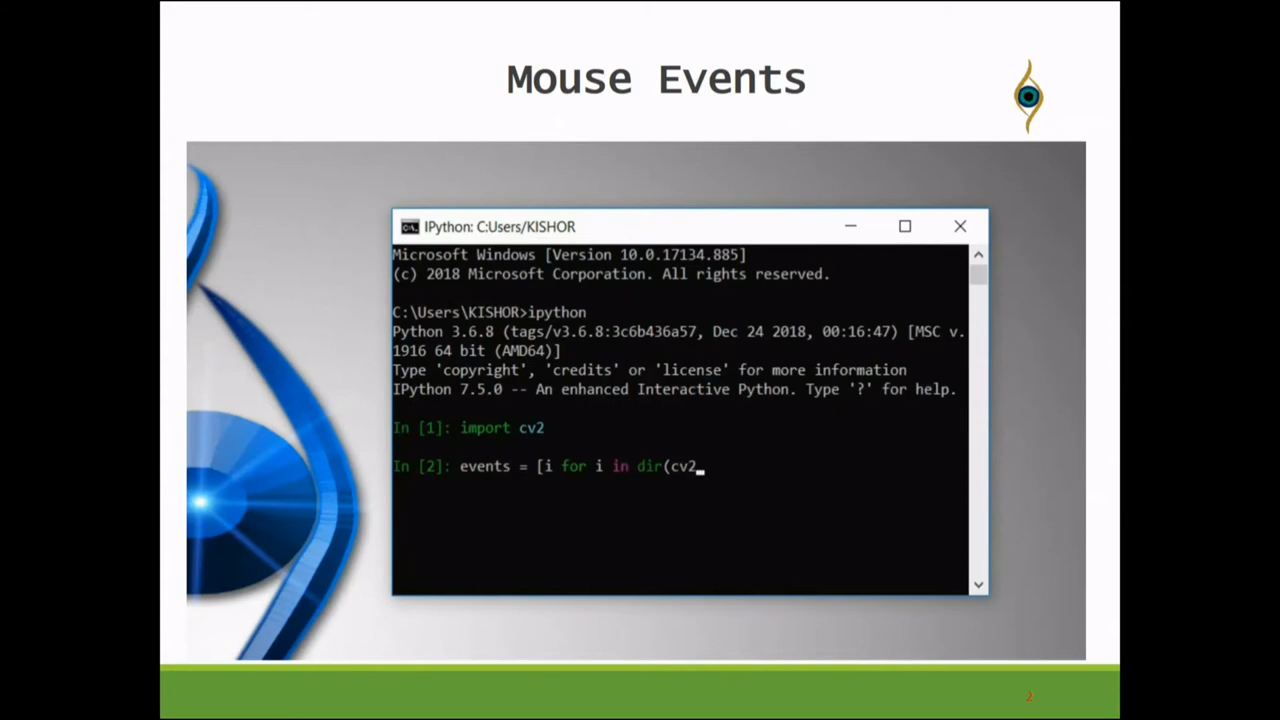 Mouse Events
IPython: C:Users/KISHOR
Microsoft Windows [Version 10.0.17134.885]
(c) 2018 Microsoft Corporation. All rights reserved.
C:\Users\KISHOR>ipython
Python 3.6.8 (tags/v3.6.8:3c6b436a57, Dec 24 2018, 00:16:47) [MSC v.
1916 64 bit (AMD64)]
Type 'copyright', 'credits' or 'license' for more information
IPython 7.5.0 -- An enhanced Interactive Python. Type '?' for help.
In [1]: import cv2
In [2]: events = [i for i in dir(cv2
2